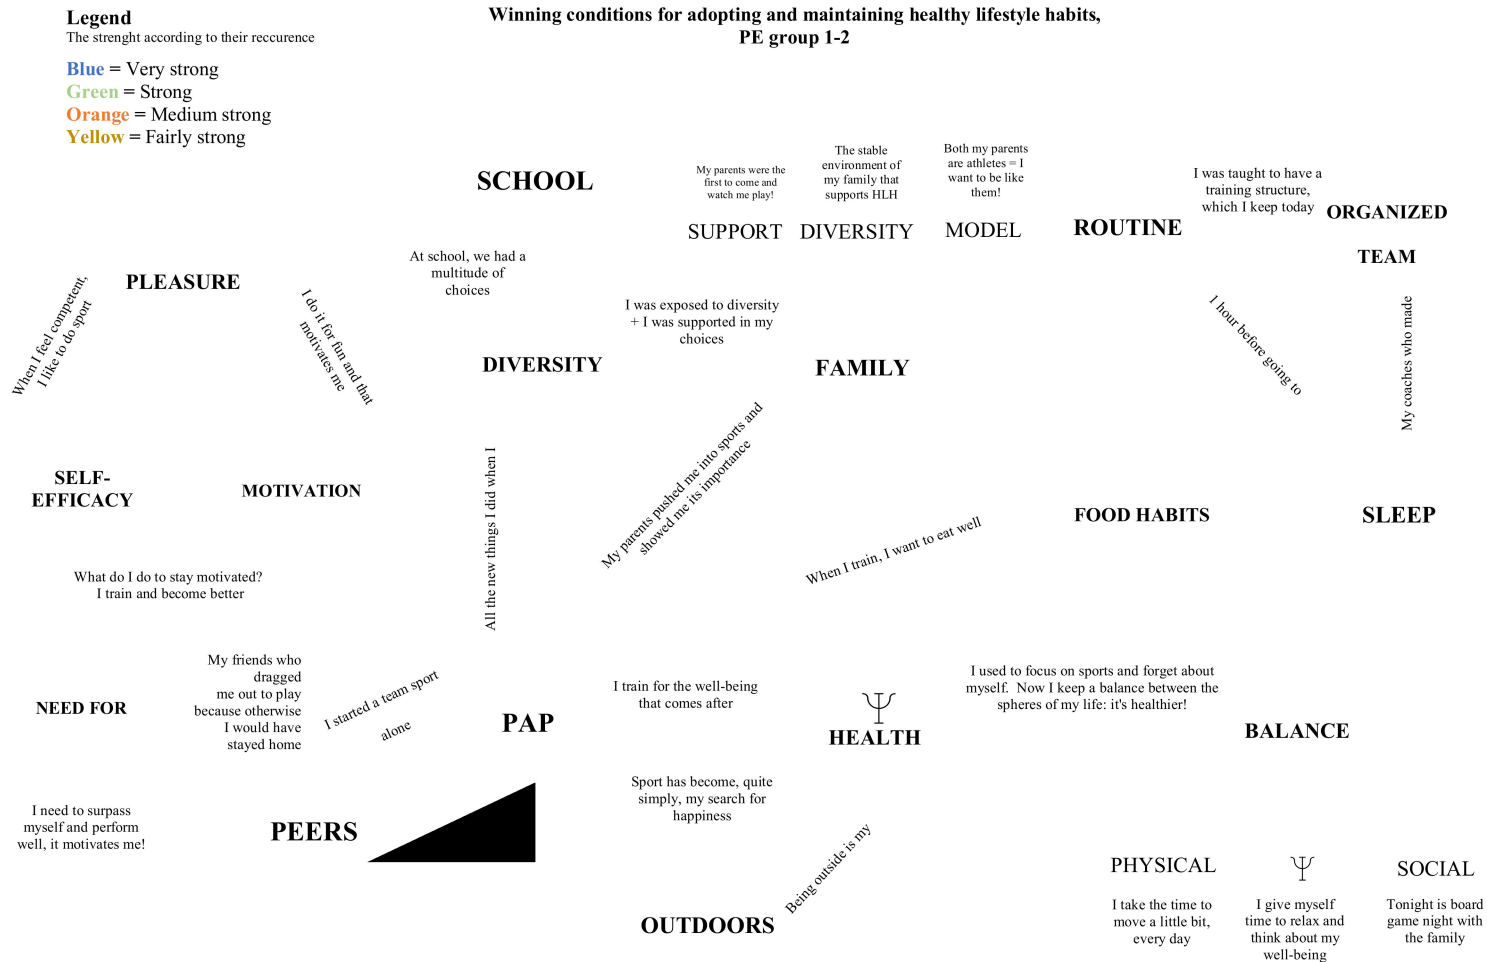 Legend
The strenght according to their reccurence
Blue = Very strong
Green = Strong
Orange = Medium strong
Yellow = Fairly strong
Winning conditions for adopting and maintaining healthy lifestyle habits,
PE group 1-2
SCHOOL
My parents were the
first to come and
watch me play!
The stable
environment of
my family that
supports HLH
Both my parents
are athletes = I
want to be like
them!
SUPPORT
DIVERSITY
MODEL
ROUTINE
I was taught to have a
training structure,
which I keep today
ORGANIZED
TEAM
PLEASURE
At school, we had a
multitude of
choices
When I feel competent,
I like to do sport
I do it for fun and that
motivates me
I was exposed to diversity
+ I was supported in my
choices
1 hour before going to
My coaches who made
DIVERSITY
FAMILY
SELF-
EFFICACY
MOTIVATION
All the new things I did when I
My parents pushed me into sports and
showed me its importance
When I train, I want to eat well
FOOD HABITS
SLEEP
What do I do to stay motivated?
I train and become better
NEED FOR
My friends who
dragged
me out to play
because otherwise
I would have
stayed home
I started a team sport
alone
PAP
I train for the well-being
that comes after
Ψ
HEALTH
I used to focus on sports and forget about
myself.  Now I keep a balance between the
spheres of my life: it's healthier!
BALANCE
I need to surpass
myself and perform
well, it motivates me!
PEERS
Sport has become, quite
simply, my search for
happiness
Being outside is my
OUTDOORS
PHYSICAL
Ψ
SOCIAL
I take the time to
move a little bit,
every day
I give myself
time to relax and
think about my
well-being
Tonight is board
game night with
the family